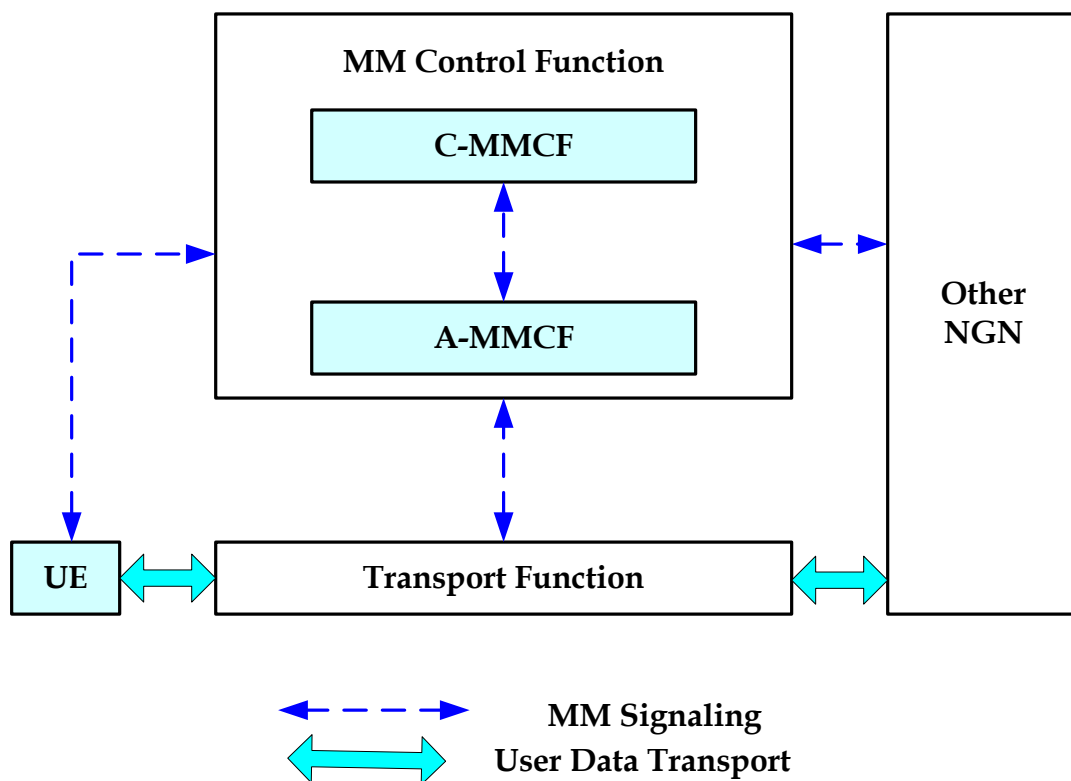 MM Control Function
C-MMCF
A-MMCF
Other
NGN
UE
Transport Function
MM Signaling
User Data Transport